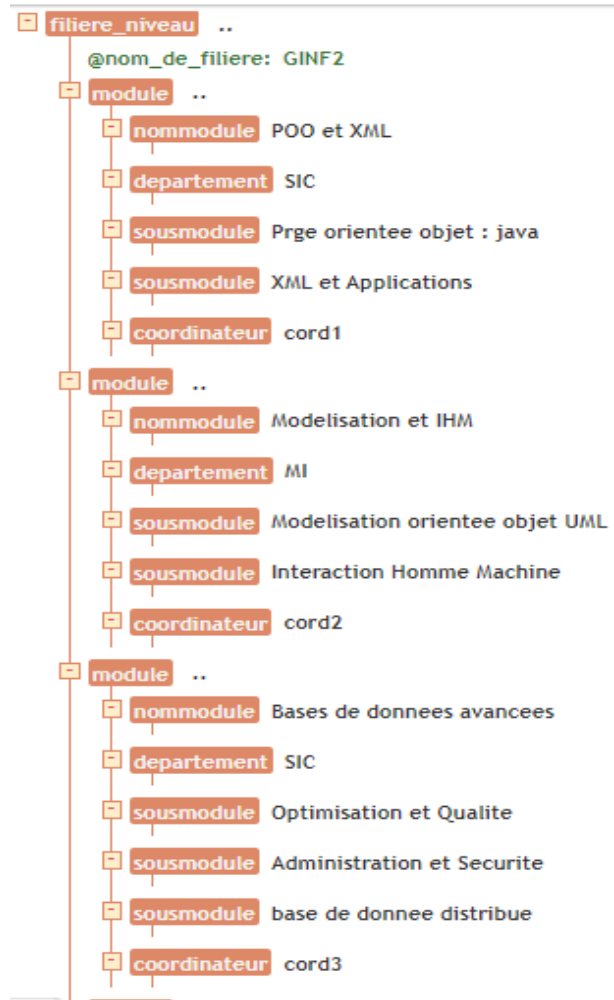 filiere_niveau ..
@nom_de_filiere: GINF2
module ..
nommodule POO et XML
departement SIC
sousmodule Prge orientee objet : java
sousmodule XML et Applications
coordinateur cord1
module ..
nommodule Modelisation et IHM
departement MI
sousmodule Modelisation orientee objet UML
sousmodule Interaction Homme Machine
coordinateur cord2
module ..
nommodule Bases de donnees avancees
departement SIC
sousmodule Optimisation et Qualite
sousmodule Administration et Securite
sousmodule base de donnee distribue
coordinateur cord3